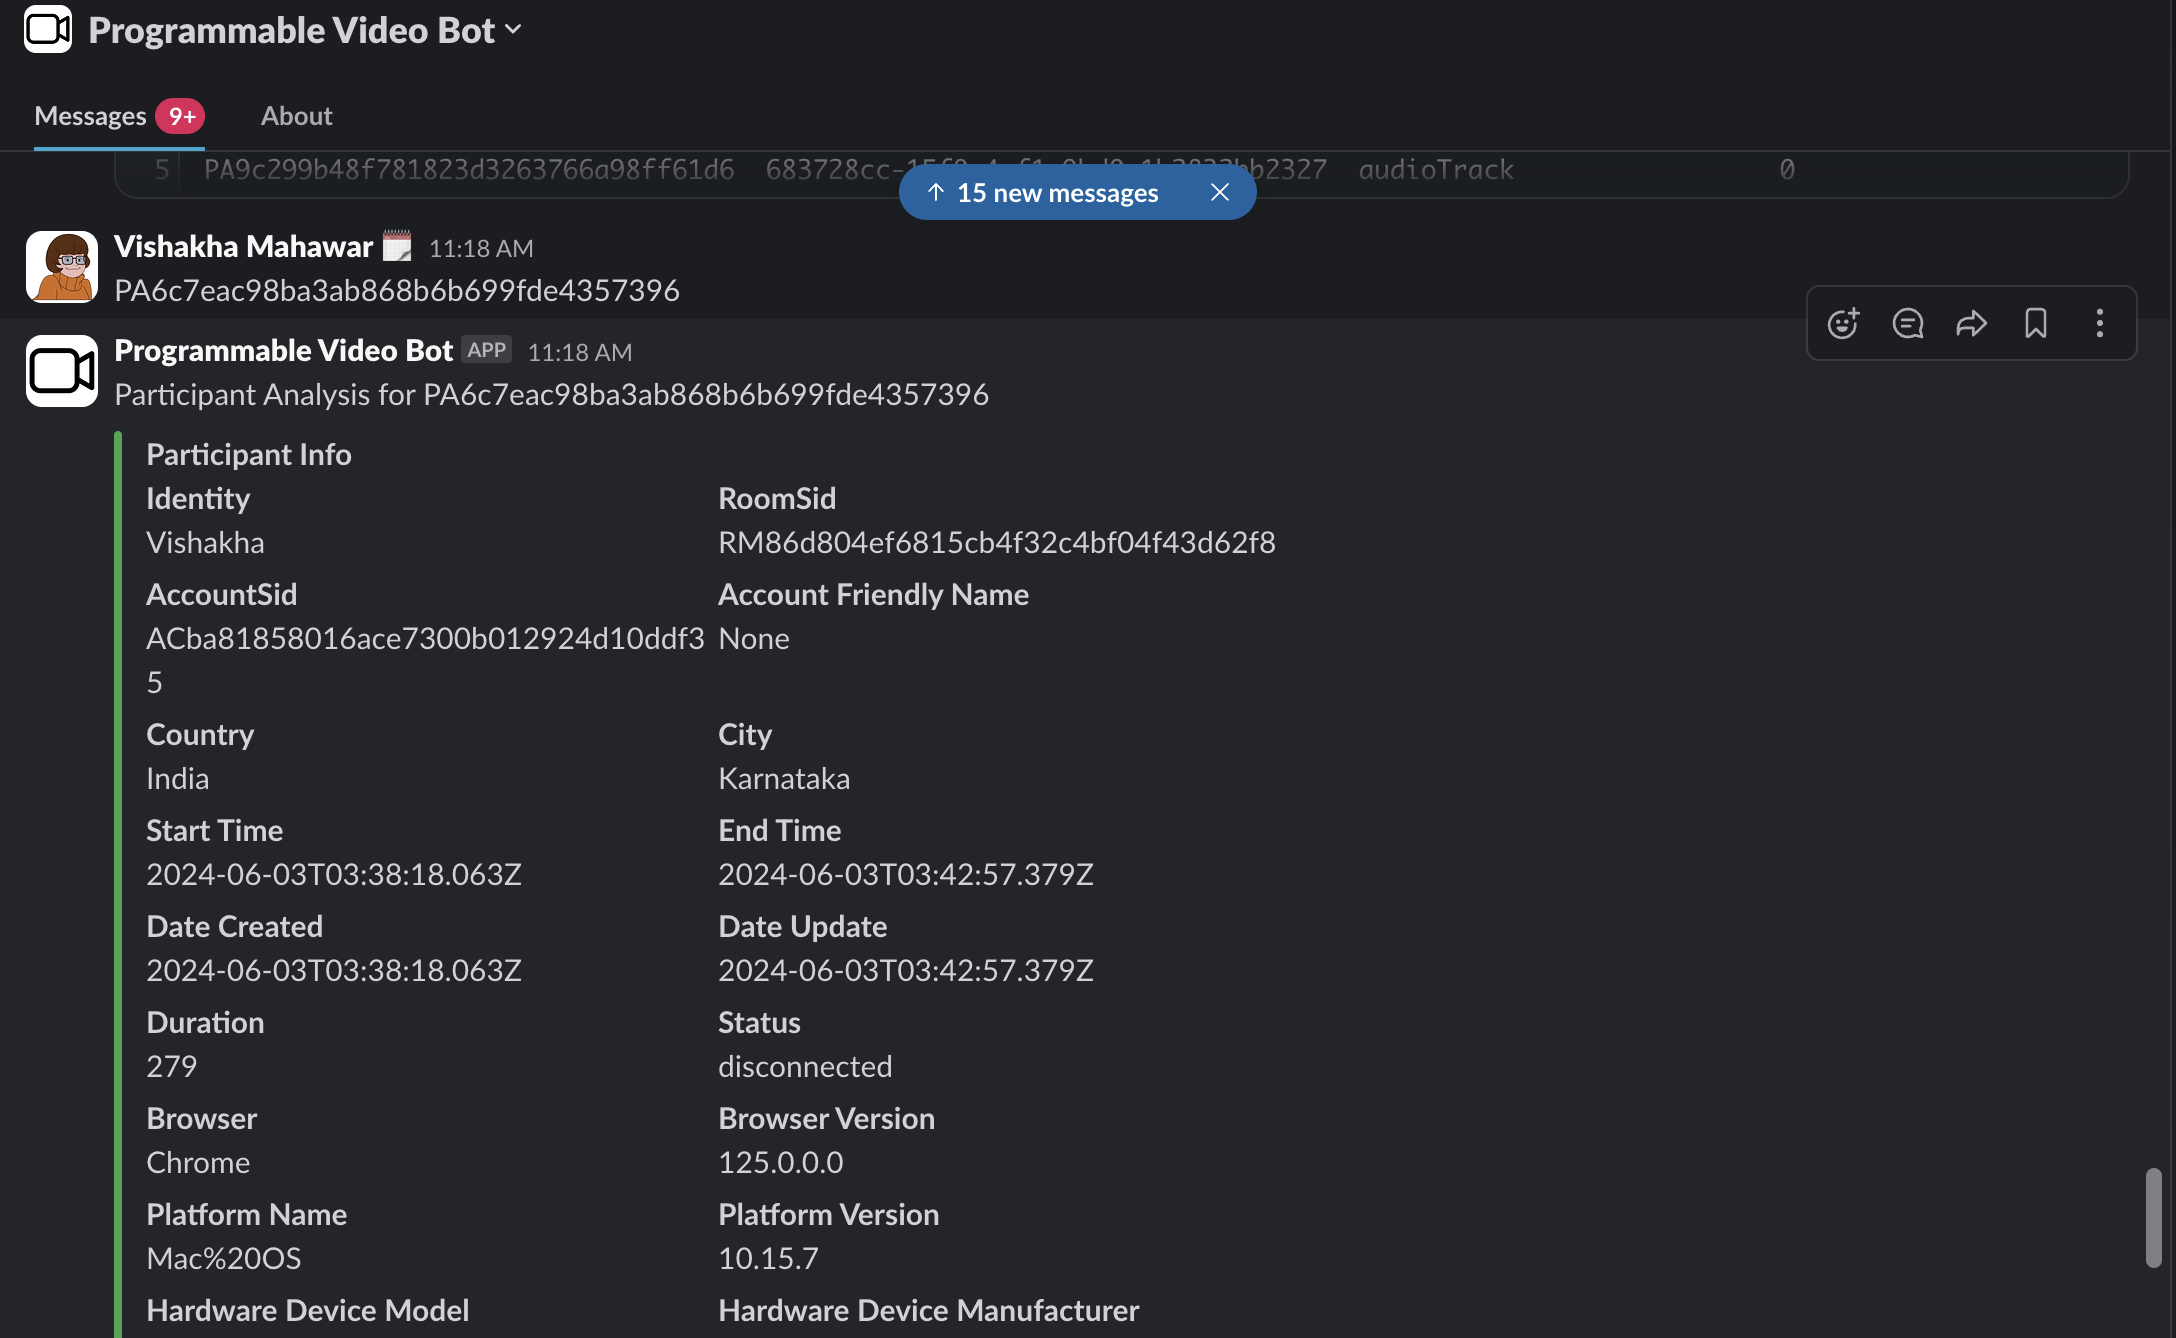 Programmable Video Bot
Messages 9+ About
5 PA9c299b48f781823d3263766a98ff61d6 audioTrack 0
↑ 15 new messages ×
Vishakha Mahawar 11:18 AM
PA6c7eac98ba3ab868b6b699fde4357396
Programmable Video Bot APP 11:18 AM
Participant Analysis for PA6c7eac98ba3ab868b6b699fde4357396
Participant Info
Identity RoomSid
Vishakha RM86d804ef6815cb4f32c4bf04f43d62f8
AccountSid Account Friendly Name
ACba81858016ace7300b012924d10ddf3 None
5
Country City
India Karnataka
Start Time End Time
2024-06-03T03:38:18.063Z 2024-06-03T03:42:57.379Z
Date Created Date Update
2024-06-03T03:38:18.063Z 2024-06-03T03:42:57.379Z
Duration Status
279 disconnected
Browser Browser Version
Chrome 125.0.0.0
Platform Name Platform Version
Mac%20OS 10.15.7
Hardware Device Model Hardware Device Manufacturer